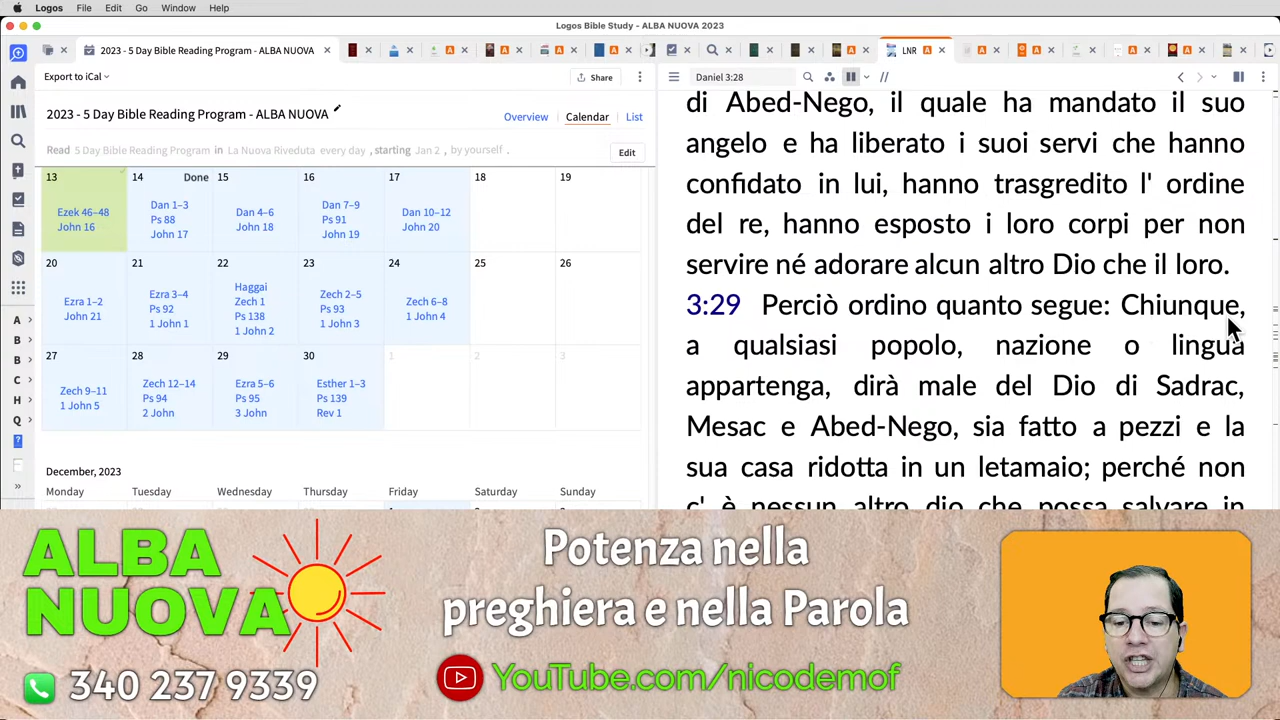 Logos File Edit Go Window Help
Logos Bible Study - ALBA NUOVA 2023
2023 - 5 Day Bible Reading Program - ALBA NUOVA
LNR
Export to iCal
Share
Daniel 3:28
2023 - 5 Day Bible Reading Program - ALBA NUOVA
Overview Calendar List
Read 5 Day Bible Reading Program in La Nuova Riveduta every day , starting Jan 2 , by yourself .
Edit
13 14 Done 15 16 17 18 19
Ezek 46–48
John 16
Dan 1–3
Ps 88
John 17
Dan 4–6
John 18
Dan 7–9
Ps 91
John 19
Dan 10–12
John 20
20 21 22 23 24 25 26
Ezra 1–2
John 21
Ezra 3–4
Ps 92
1 John 1
Haggai
Zech 1
Ps 138
1 John 2
Zech 2–5
Ps 93
1 John 3
Zech 6–8
1 John 4
27 28 29 30 1 2 3
Zech 9–11
1 John 5
Zech 12–14
Ps 94
2 John
Ezra 5–6
Ps 95
3 John
Esther 1–3
Ps 139
Rev 1
December, 2023
Monday Tuesday Wednesday Thursday Friday Saturday Sunday
A
B
B
C
H
Q
di Abed-Nego, il quale ha mandato il suo
angelo e ha liberato i suoi servi che hanno
confidato in lui, hanno trasgredito l' ordine
del re, hanno esposto i loro corpi per non
servire né adorare alcun altro Dio che il loro.
3:29 Perciò ordino quanto segue: Chiunque,
a qualsiasi popolo, nazione o lingua
appartenga, dirà male del Dio di Sadrac,
Mesac e Abed-Nego, sia fatto a pezzi e la
sua casa ridotta in un letamaio; perché non
c' è nessun altro dio che possa salvare in
ALBA
NUOVA
340 237 9339
Potenza nella
preghiera e nella Parola
YouTube.com/nicodemof